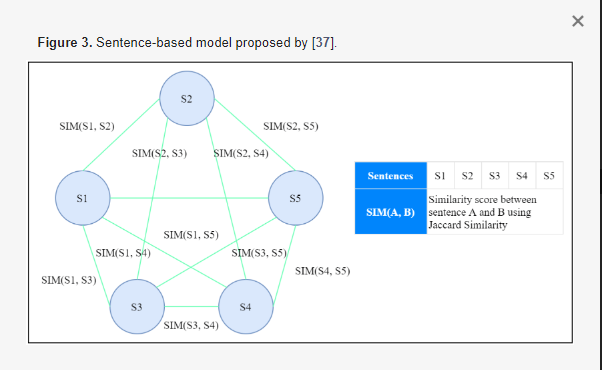 ×
Figure 3. Sentence-based model proposed by [37].
S2
SIM(S1, S2)
SIM(S2, S5)
SIM(S2, S3)
SIM(S2, S4)
Sentences S1 S2 S3 S4 S5
SIM(A, B)
Similarity score between
sentence A and B using
Jaccard Similarity
S1
S5
SIM(S1, S5)
SIM(S1, S4)
SIM(S3, S5)
SIM(S4, S5)
SIM(S1, S3)
S3
S4
SIM(S3, S4)